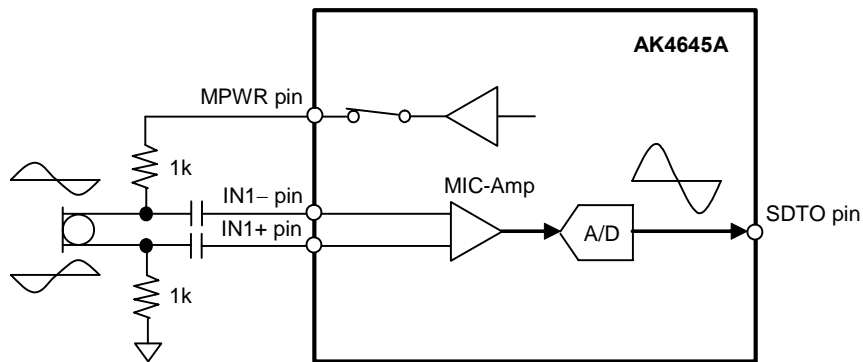 AK4645A
MPWR pin
1k
MIC-Amp
IN1− pin
IN1+ pin
A/D
SDTO pin
1k